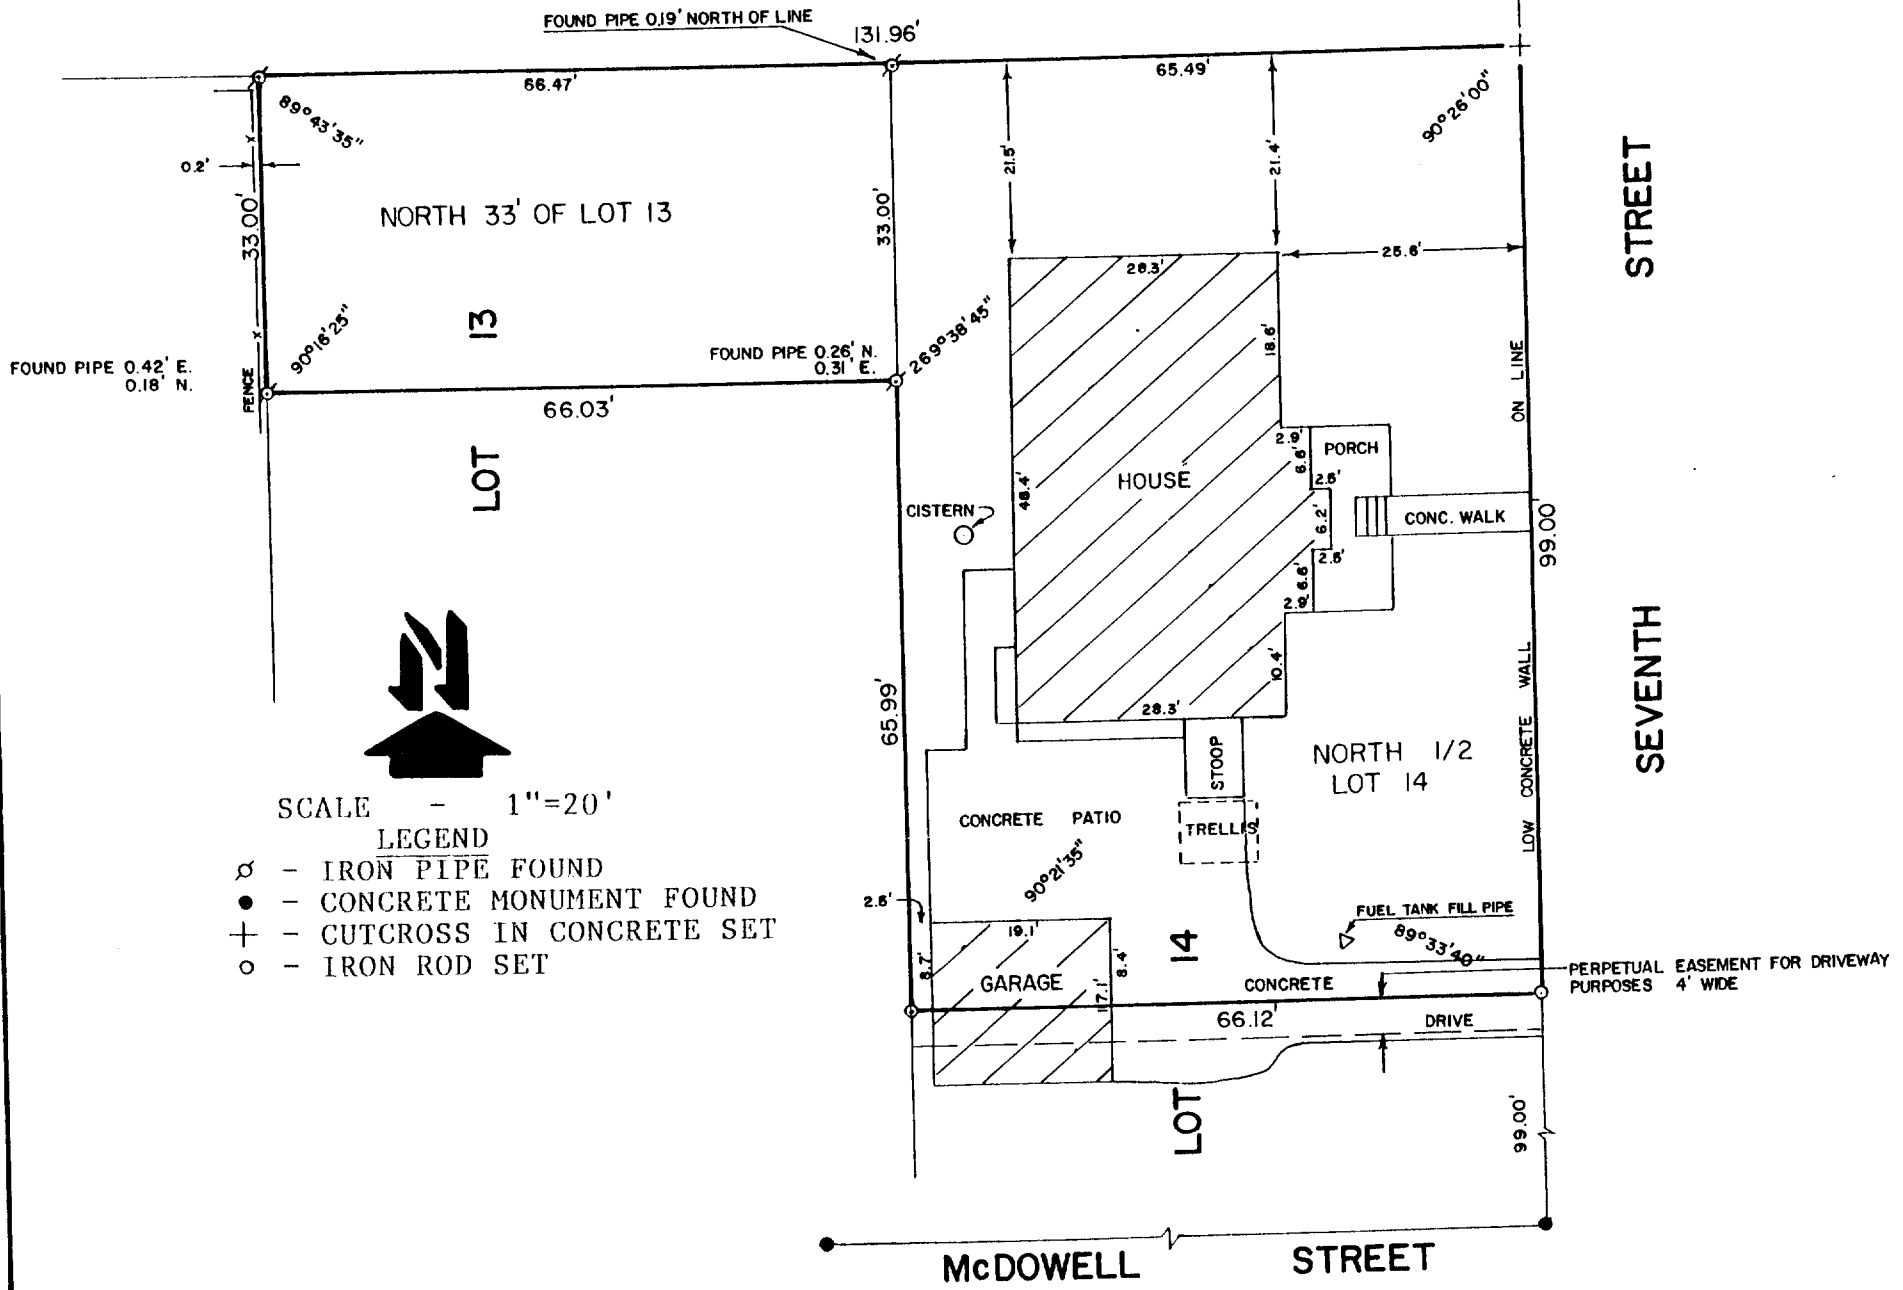 FOUND PIPE 0.19' NORTH OF LINE
131.96'
66.47'
65.49'
89°43'35"
90°26'00"
0.2'
33.00'
NORTH 33' OF LOT 13
33.00'
21.5'
21.4'
25.6'
28.3'
STREET
90°16'25"
LOT 13
FOUND PIPE 0.26' N.
0.31' E.
269°38'45"
FOUND PIPE 0.42' E.
0.18' N.
FENCE
66.03'
18.6'
ON LINE
2.9'
6.6'
PORCH
2.5'
HOUSE
48.4'
CISTERN
6.2'
CONC. WALK
99.00
2.5'
6.6'
2.9'
10.4'
28.3'
65.99'
N
SEVENTH
STOOP
NORTH 1/2
LOT 14
LOW CONCRETE WALL
SCALE - 1"=20'
LEGEND
- IRON PIPE FOUND
- CONCRETE MONUMENT FOUND
- CUTCROSS IN CONCRETE SET
- IRON ROD SET
CONCRETE PATIO
TRELLIS
90°21'35"
2.6'
FUEL TANK FILL PIPE
89°33'40"
19.1'
8.7'
GARAGE
8.4'
17.1'
LOT 14
CONCRETE
PERPETUAL EASEMENT FOR DRIVEWAY
PURPOSES 4' WIDE
66.12'
DRIVE
99.00'
McDOWELL STREET